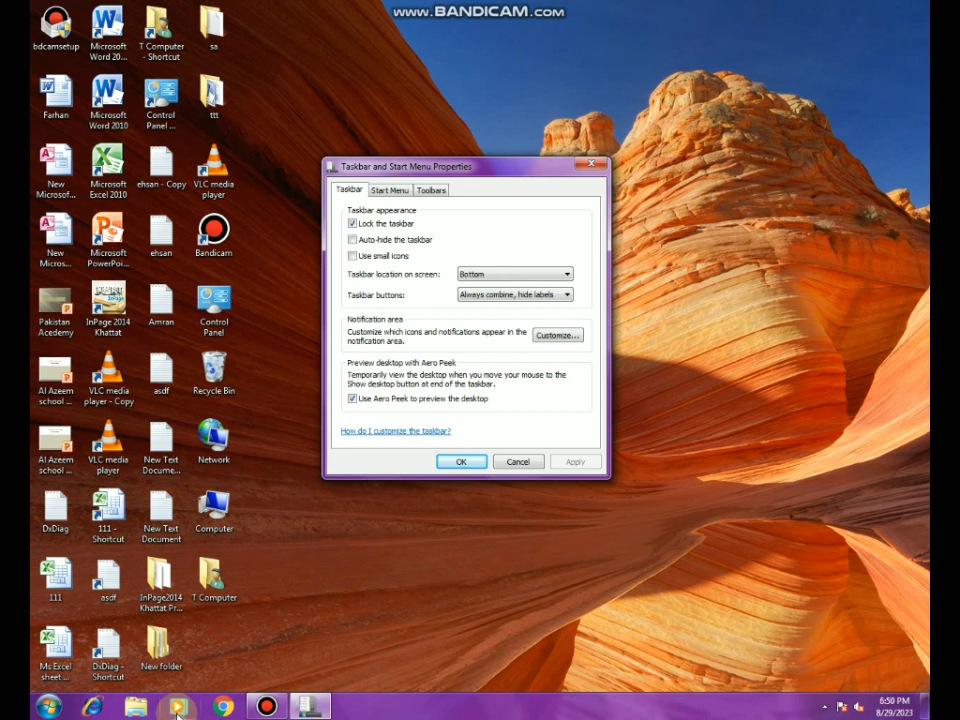 www.BANDICAM.com
bdcamsetup
Microsoft
Word 20...
T Computer
- Shortcut
sa
Farhan
Microsoft
Word 2010
Control
Panel ...
ttt
New
Microsof...
Microsoft
Excel 2010
ehsan - Copy
VLC media
player
New
Micros...
Microsoft
PowerPoi...
ehsan
Bandicam
Pakistan
Acedemy
InPage 2014
Khattat
Amran
Control
Panel
Al Azeem
school ...
VLC media
player - Copy
asdf
Recycle Bin
Al Azeem
school ...
VLC media
player
New Text
Docume...
Network
DxDiag
111 -
Shortcut
New Text
Document
Computer
111
asdf
InPage2014
Khattat Pr...
T Computer
Ms Excel
sheet ...
DxDiag -
Shortcut
New folder
Taskbar and Start Menu Properties
Taskbar
Start Menu
Toolbars
Taskbar appearance
Lock the taskbar
Auto-hide the taskbar
Use small icons
Taskbar location on screen:
Bottom
Taskbar buttons:
Always combine, hide labels
Notification area
Customize which icons and notifications appear in the
notification area.
Customize...
Preview desktop with Aero Peek
Temporarily view the desktop when you move your mouse to the
Show desktop button at end of the taskbar.
Use Aero Peek to preview the desktop
How do I customize the taskbar?
OK
Cancel
Apply
6:50 PM
8/29/2023